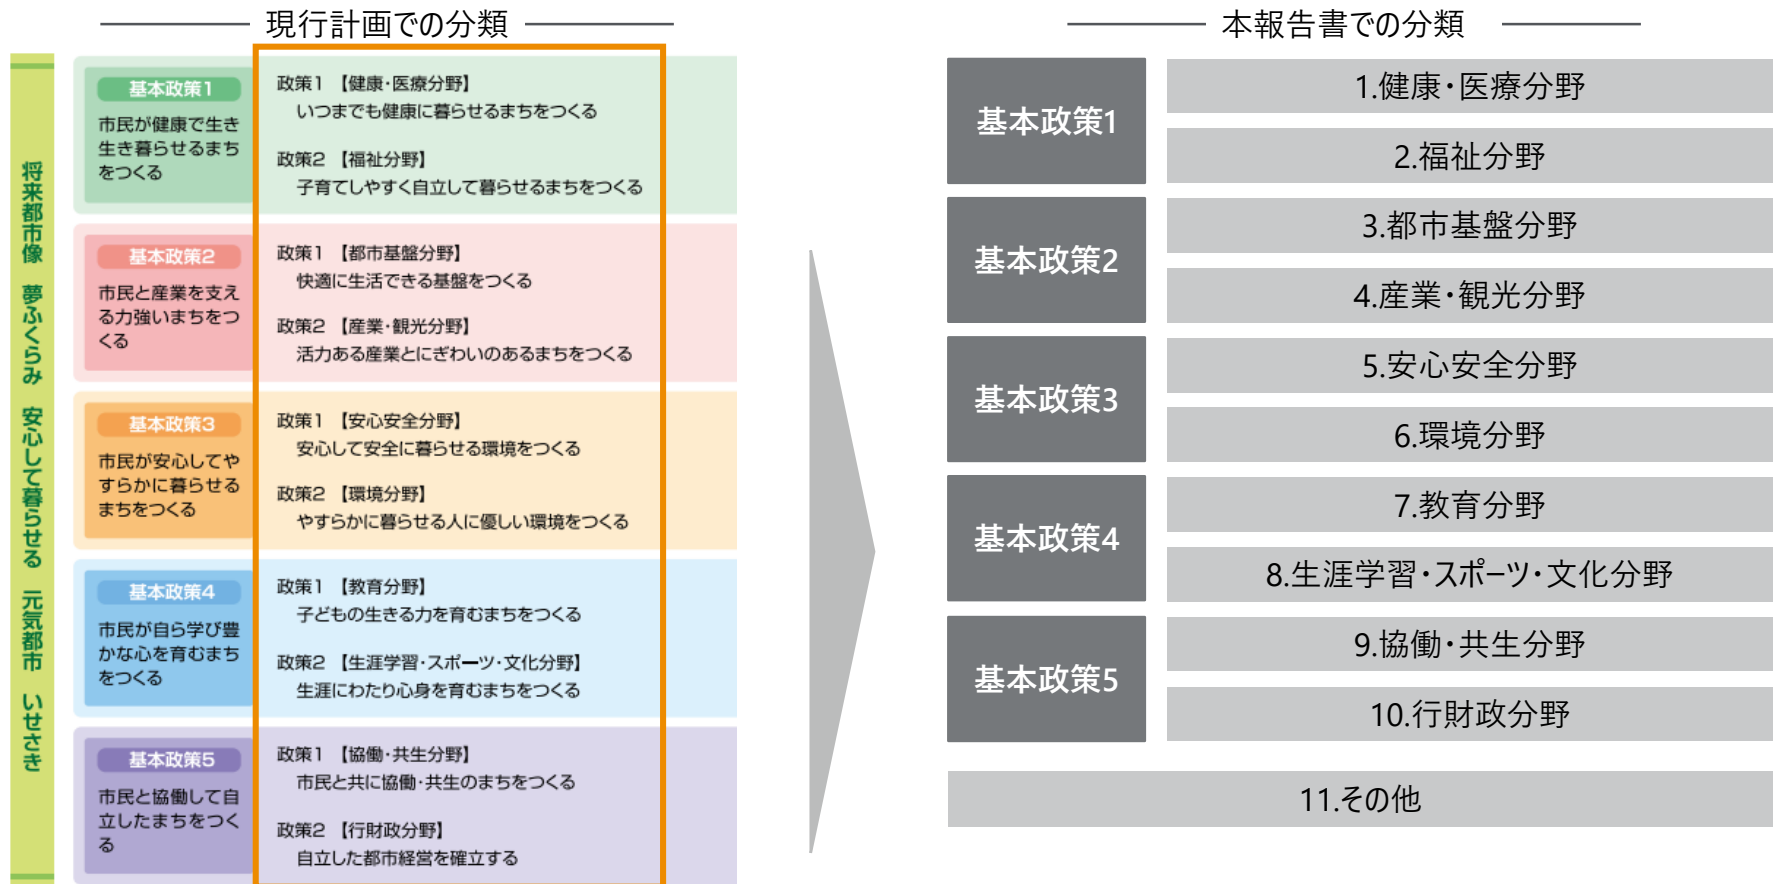 現行計画での分類
将来都市像 夢ふくらみ 安心して暮らせる 元気都市 いせさき
基本政策1
市民が健康で生き
生き暮らせるまち
をつくる
政策1 【健康・医療分野】
いつまでも健康に暮らせるまちをつくる
政策2 【福祉分野】
子育てしやすく自立して暮らせるまちをつくる
基本政策2
市民と産業を支え
る力強いまちをつ
くる
政策1 【都市基盤分野】
快適に生活できる基盤をつくる
政策2 【産業・観光分野】
活力ある産業とにぎわいのあるまちをつくる
基本政策3
市民が安心してや
すらかに暮らせる
まちをつくる
政策1 【安心安全分野】
安心して安全に暮らせる環境をつくる
政策2 【環境分野】
やすらかに暮らせる人に優しい環境をつくる
基本政策4
市民が自ら学び豊
かな心を育むまち
をつくる
政策1 【教育分野】
子どもの生きる力を育むまちをつくる
政策2 【生涯学習・スポーツ・文化分野】
生涯にわたり心身を育むまちをつくる
基本政策5
市民と協働して自
立したまちをつく
る
政策1 【協働・共生分野】
市民と共に協働・共生のまちをつくる
政策2 【行財政分野】
自立した都市経営を確立する
本報告書での分類
基本政策1
1.健康・医療分野
2.福祉分野
基本政策2
3.都市基盤分野
4.産業・観光分野
基本政策3
5.安心安全分野
6.環境分野
基本政策4
7.教育分野
8.生涯学習・スポーツ・文化分野
基本政策5
9.協働・共生分野
10.行財政分野
11.その他